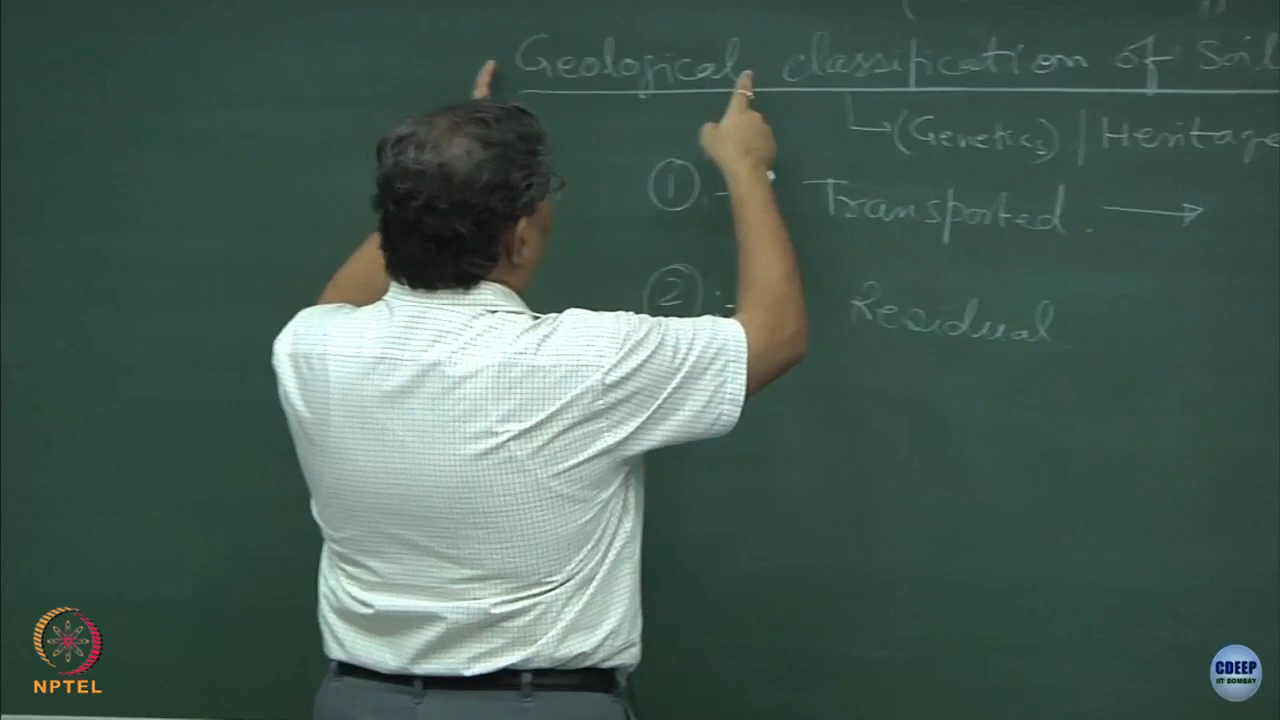 Geological classification of Soil
↳ (Genetics) | Heritage
① :- Transported. →
② :- Residual
NPTEL
CDEEP
IIT BOMBAY